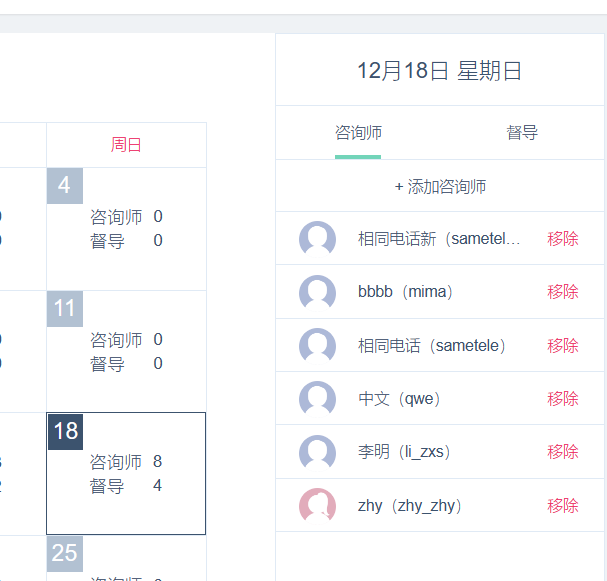 12月18日 星期日
咨询师 督导
+ 添加咨询师
相同电话新（sametel... 移除
bbbb（mima） 移除
相同电话（sametele） 移除
中文（qwe） 移除
李明（li_zxs） 移除
zhy（zhy_zhy） 移除
周日
4
咨询师 0
督导 0
11
咨询师 0
督导 0
18
咨询师 8
督导 4
25